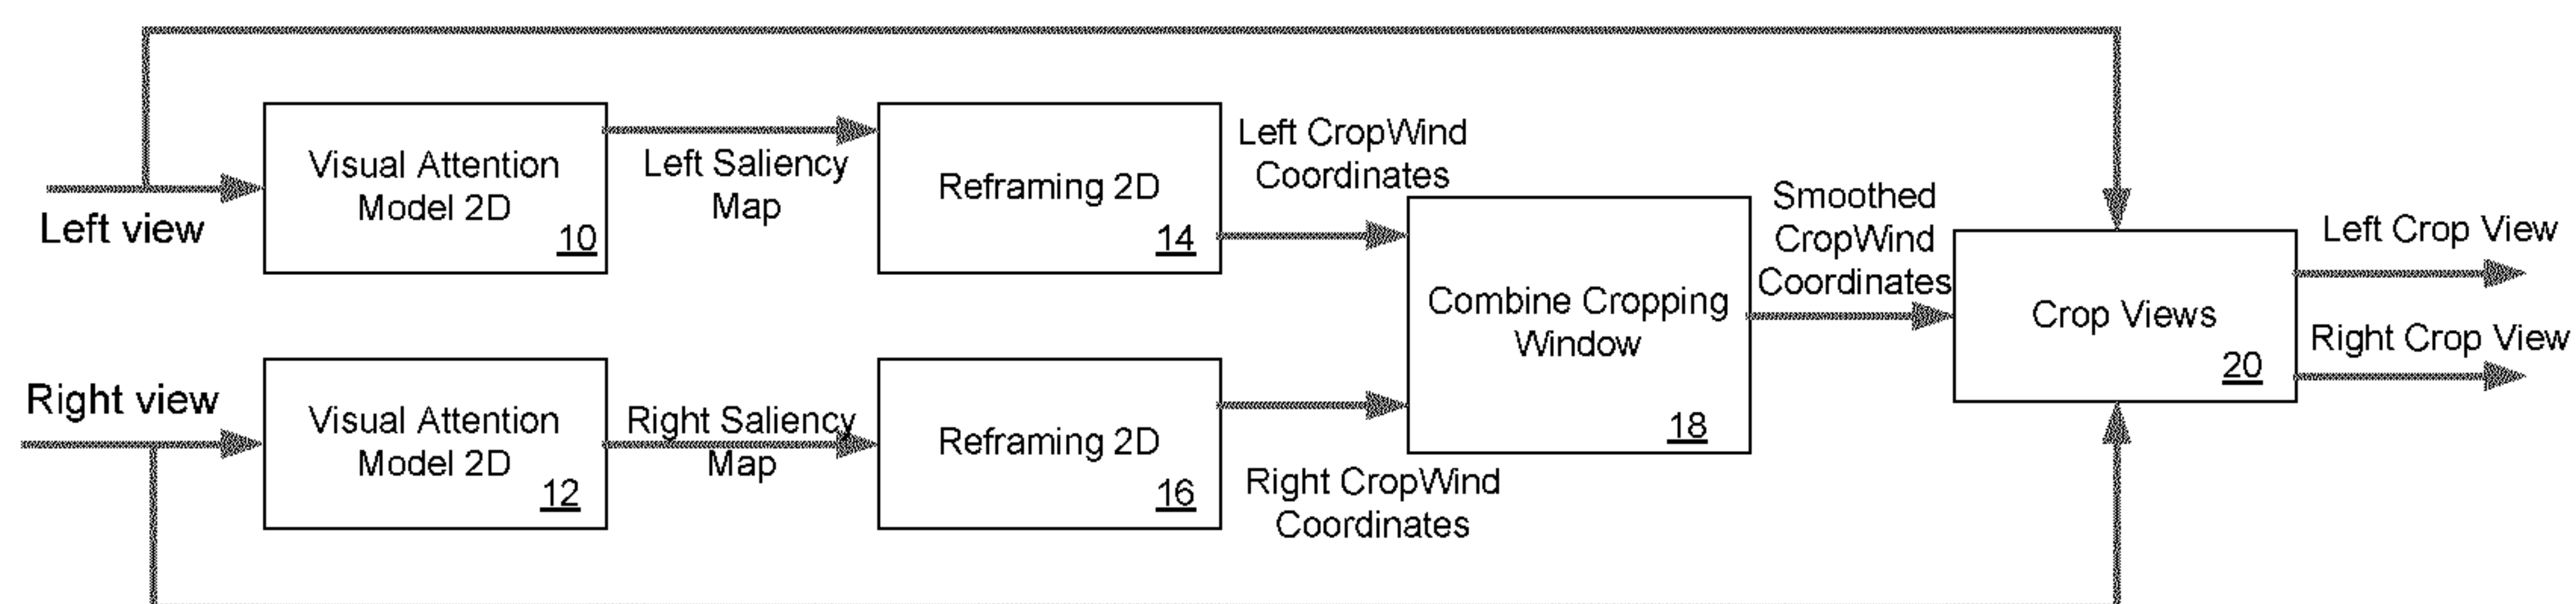 Left view
Visual Attention
Model 2D
10
Left Saliency
Map
Reframing 2D
14
Left CropWind
Coordinates
Right view
Visual Attention
Model 2D
12
Right Saliency
Map
Reframing 2D
16
Right CropWind
Coordinates
Combine Cropping
Window
18
Smoothed
CropWind
Coordinates
Crop Views
20
Left Crop View
Right Crop View